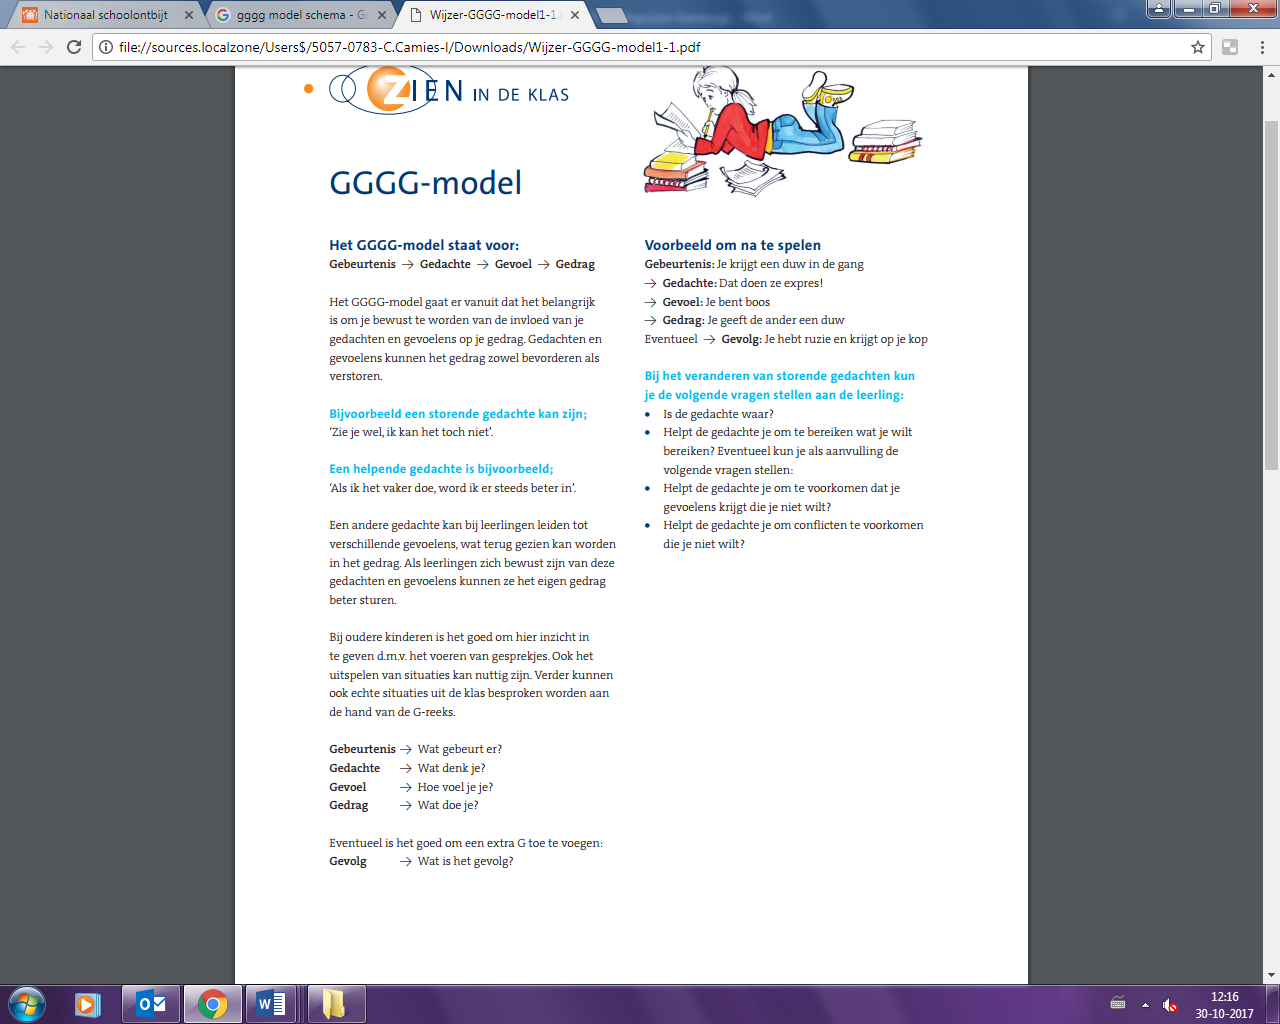 Nationaal schoolontbijt
gggg model schema - G
Wijzer-GGGG-model1-1.
file://sources.localzone/Users$/5057-0783-C.Camies-I/Downloads/Wijzer-GGGG-model1-1.pdf
ZIEN IN DE KLAS
GGGG-model
Het GGGG-model staat voor:
Gebeurtenis → Gedachte → Gevoel → Gedrag
Het GGGG-model gaat er vanuit dat het belangrijk
is om je bewust te worden van de invloed van je
gedachten en gevoelens op je gedrag. Gedachten en
gevoelens kunnen het gedrag zowel bevorderen als
verstoren.
Bijvoorbeeld een storende gedachte kan zijn;
‘Zie je wel, ik kan het toch niet’.
Een helpende gedachte is bijvoorbeeld;
‘Als ik het vaker doe, word ik er steeds beter in’.
Een andere gedachte kan bij leerlingen leiden tot
verschillende gevoelens, wat terug gezien kan worden
in het gedrag. Als leerlingen zich bewust zijn van deze
gedachten en gevoelens kunnen ze het eigen gedrag
beter sturen.
Bij oudere kinderen is het goed om hier inzicht in
te geven d.m.v. het voeren van gesprekjes. Ook het
uitspelen van situaties kan nuttig zijn. Verder kunnen
ook echte situaties uit de klas besproken worden aan
de hand van de G-reeks.
Gebeurtenis → Wat gebeurt er?
Gedachte → Wat denk je?
Gevoel → Hoe voel je je?
Gedrag → Wat doe je?
Eventueel is het goed om een extra G toe te voegen:
Gevolg → Wat is het gevolg?
Voorbeeld om na te spelen
Gebeurtenis: Je krijgt een duw in de gang
→ Gedachte: Dat doen ze expres!
→ Gevoel: Je bent boos
→ Gedrag: Je geeft de ander een duw
Eventueel → Gevolg: Je hebt ruzie en krijgt op je kop
Bij het veranderen van storende gedachten kun
je de volgende vragen stellen aan de leerling:
• Is de gedachte waar?
• Helpt de gedachte je om te bereiken wat je wilt
bereiken? Eventueel kun je als aanvulling de
volgende vragen stellen:
• Helpt de gedachte je om te voorkomen dat je
gevoelens krijgt die je niet wilt?
• Helpt de gedachte je om conflicten te voorkomen
die je niet wilt?
12:16
30-10-2017